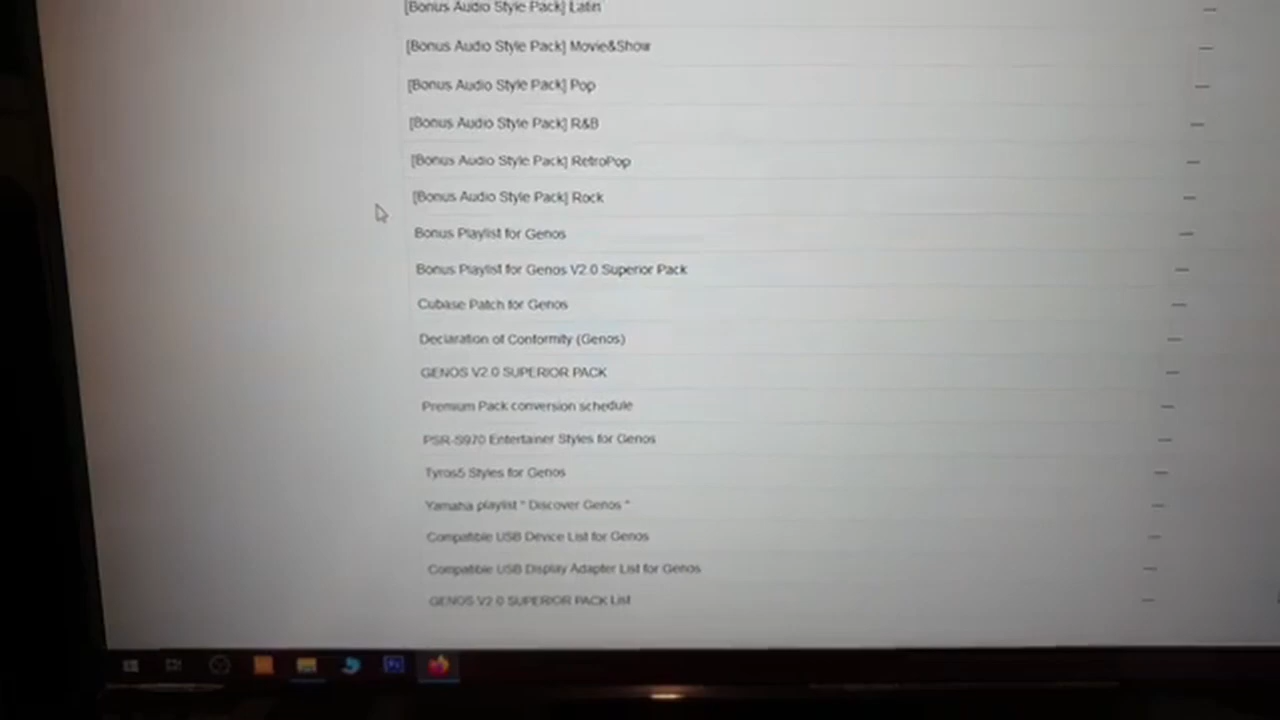 [Bonus Audio Style Pack] Latin
[Bonus Audio Style Pack] Movie&Show
[Bonus Audio Style Pack] Pop
[Bonus Audio Style Pack] R&B
[Bonus Audio Style Pack] RetroPop
[Bonus Audio Style Pack] Rock
Bonus Playlist for Genos
Bonus Playlist for Genos V2.0 Superior Pack
Cubase Patch for Genos
Declaration of Conformity (Genos)
GENOS V2.0 SUPERIOR PACK
Premium Pack conversion schedule
PSR-S970 Entertainer Styles for Genos
Tyros5 Styles for Genos
Yamaha playlist " Discover Genos "
Compatible USB Device List for Genos
Compatible USB Display Adapter List for Genos
GENOS V2.0 SUPERIOR PACK List